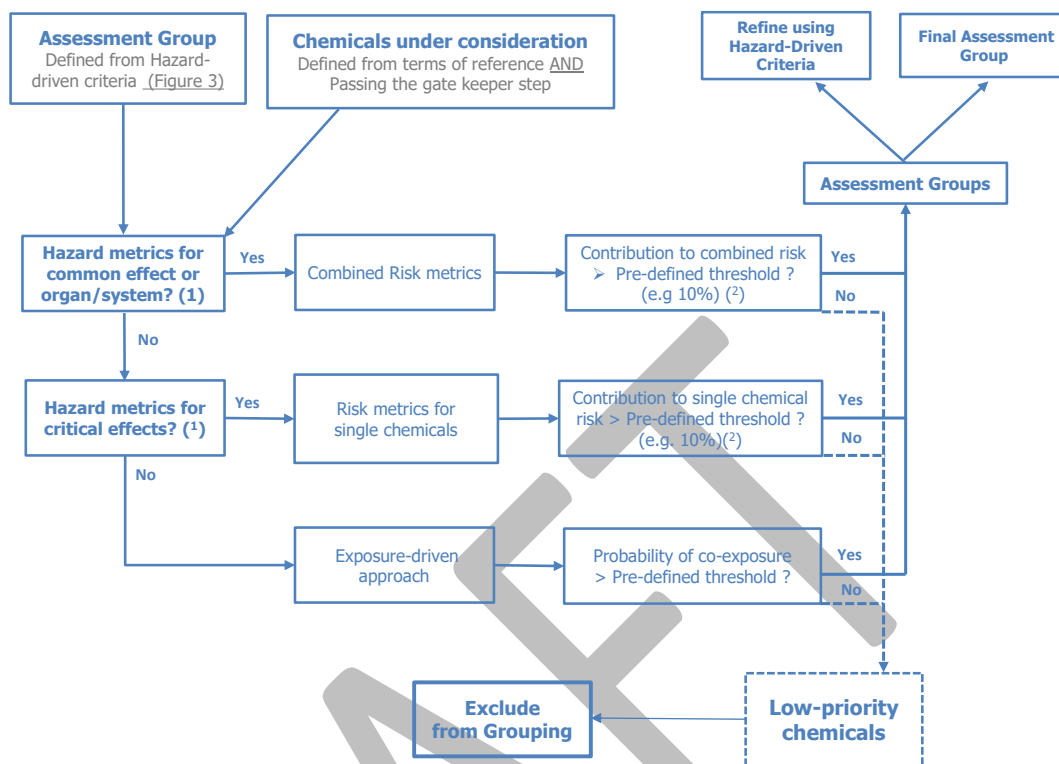 Assessment Group
Defined from Hazard-
driven criteria (Figure 3)
Chemicals under consideration
Defined from terms of reference AND
Passing the gate keeper step
Refine using
Hazard-Driven
Criteria
Final Assessment
Group
Assessment Groups
Hazard metrics for
common effect or
organ/system? (1)
Yes
Combined Risk metrics
Contribution to combined risk
➢ Pre-defined threshold ?
(e.g 10%) (²)
Yes
No
No
Hazard metrics for
critical effects? (¹)
Yes
Risk metrics for
single chemicals
Contribution to single chemical
risk > Pre-defined threshold ?
(e.g. 10%)(²)
Yes
No
No
Exposure-driven
approach
Probability of co-exposure
> Pre-defined threshold ?
Yes
No
Exclude
from Grouping
Low-priority
chemicals